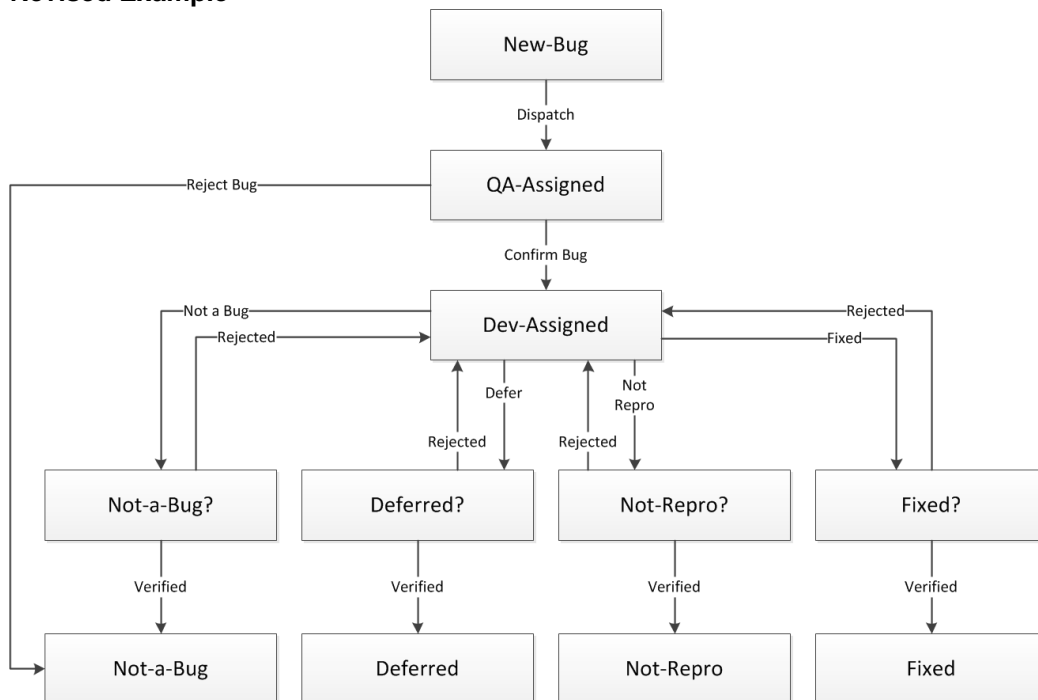 Revised Example
New-Bug
Dispatch
Reject Bug
QA-Assigned
Confirm Bug
Not a Bug
Dev-Assigned
Rejected
Rejected
Fixed
Defer
Not
Repro
Rejected
Rejected
Not-a-Bug?
Deferred?
Not-Repro?
Fixed?
Verified
Verified
Verified
Verified
Not-a-Bug
Deferred
Not-Repro
Fixed